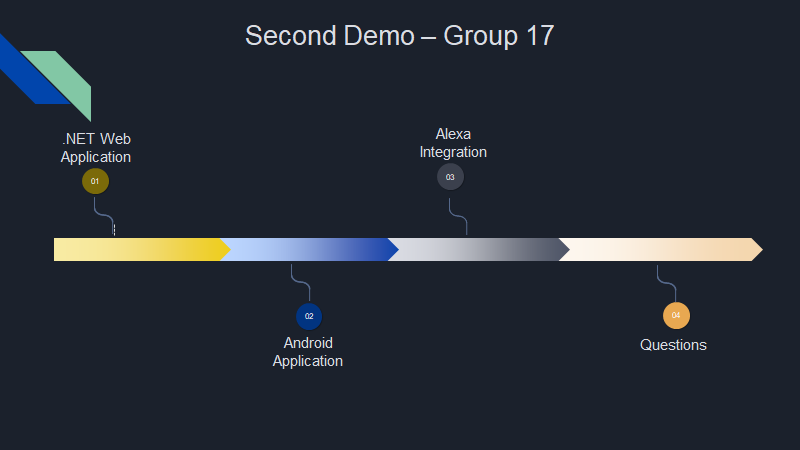 Second Demo – Group 17
.NET Web
Application
01
Alexa
Integration
03
02
Android
Application
04
Questions